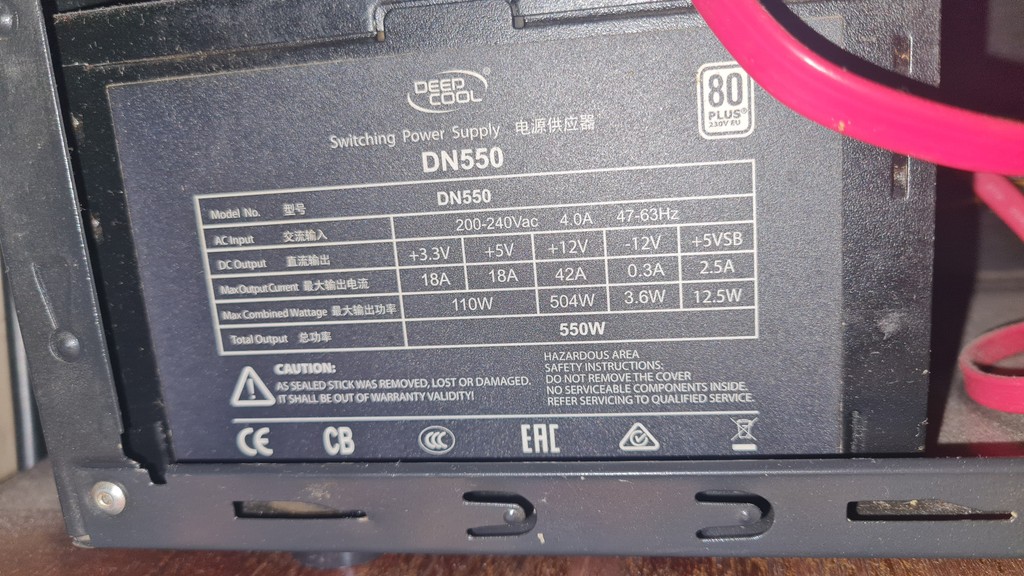 DEEP
COOL
80
PLUS
230V EU
Switching Power Supply 电源供应器
DN550
Model No. 型号 DN550
AC Input 交流输入 200-240Vac 4.0A 47-63Hz
DC Output 直流输出 +3.3V +5V +12V -12V +5VSB
Max Output Current 最大输出电流 18A 18A 42A 0.3A 2.5A
Max Combined Wattage 最大输出功率 110W 504W 3.6W 12.5W
Total Output 总功率 550W
CAUTION:
AS SEALED STICK WAS REMOVED, LOST OR DAMAGED.
IT SHALL BE OUT OF WARRANTY VALIDITY!
HAZARDOUS AREA
SAFETY INSTRUCTIONS:
DO NOT REMOVE THE COVER
NO SERVICEABLE COMPONENTS INSIDE.
REFER SERVICING TO QUALIFIED SERVICE.
CE CB CCC EAC